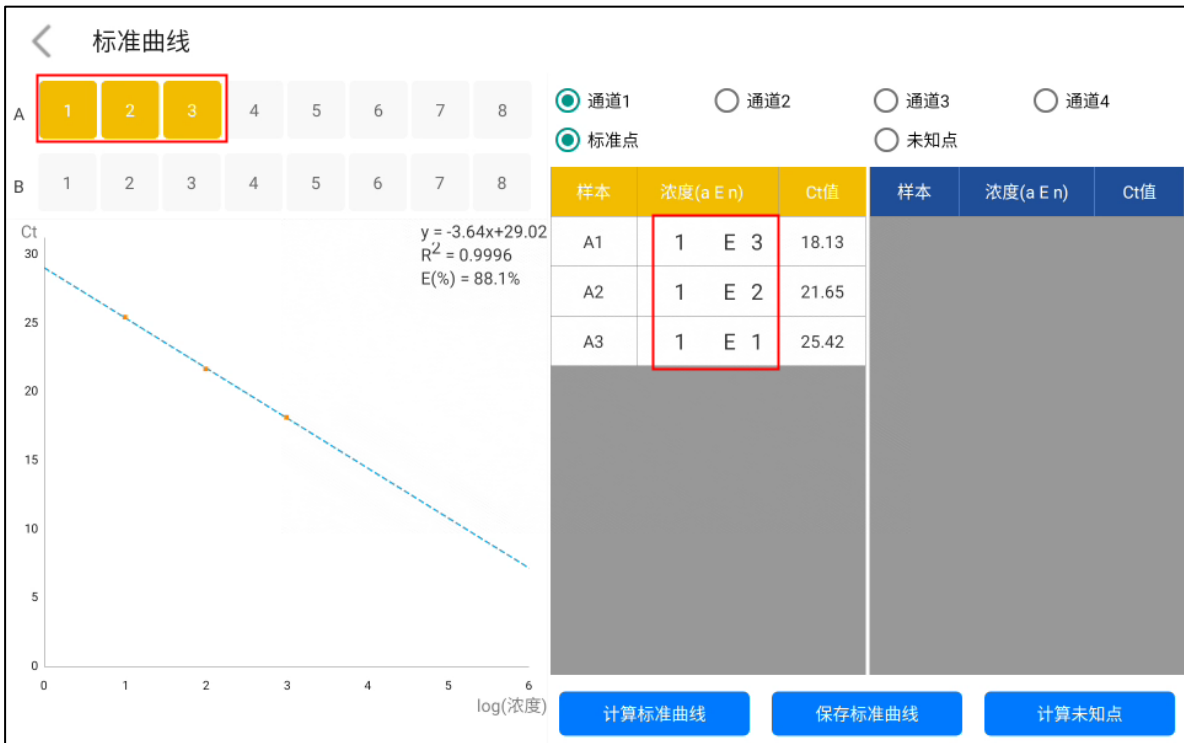 标准曲线
A 1 2 3 4 5 6 7 8
B 1 2 3 4 5 6 7 8
Ct
30
25
20
15
10
5
0
0 1 2 3 4 5 6
log(浓度)
y = -3.64x+29.02
R² = 0.9996
E(%) = 88.1%
通道1 通道2 通道3 通道4
标准点 未知点
样本 浓度(a E n) Ct值 样本 浓度(a E n) Ct值
A1 1 E 3 18.13
A2 1 E 2 21.65
A3 1 E 1 25.42
计算标准曲线 保存标准曲线 计算未知点